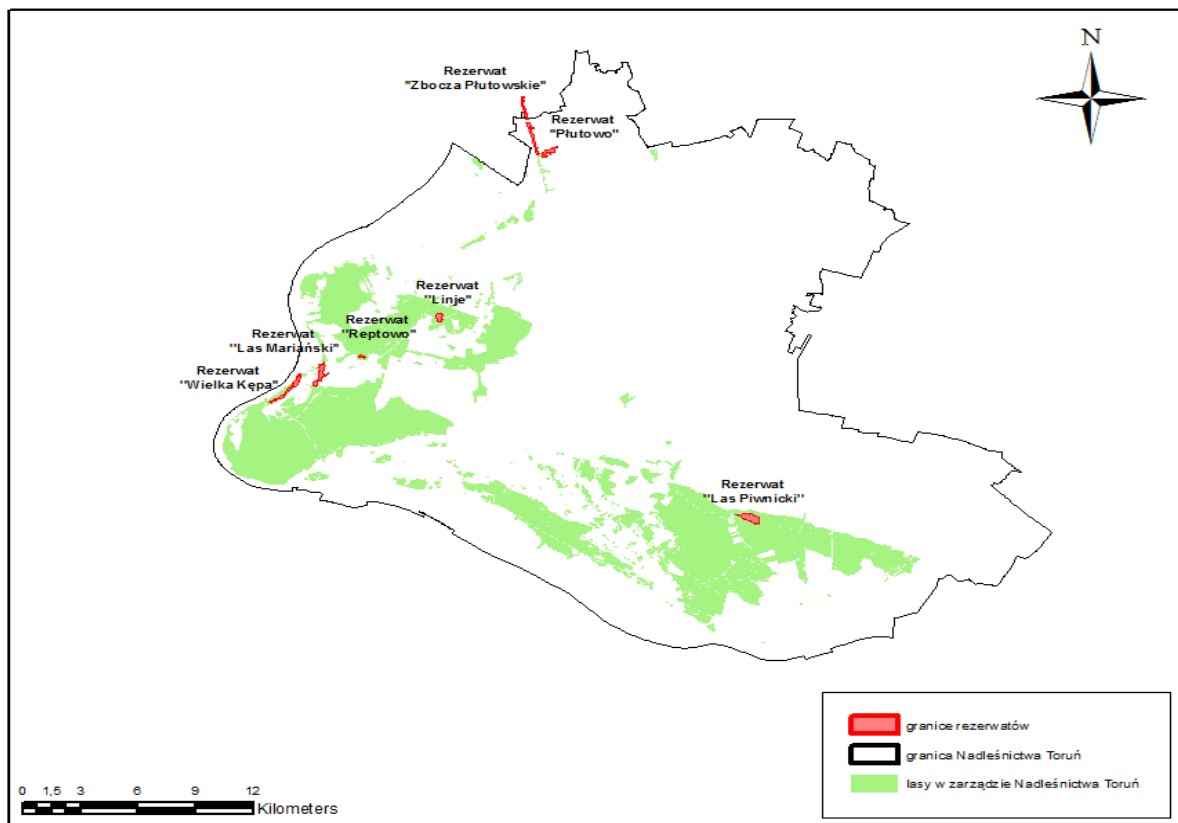 N
Rezerwat
"Zbocza Płutowskie"
Rezerwat
"Płutowo"
Rezerwat
"Linje"
Rezerwat
"Reptowo"
Rezerwat
"Las Mariański"
Rezerwat
"Wielka Kępa"
Rezerwat
"Las Piwnicki"
granice rezerwatów
granica Nadleśnictwa Toruń
lasy w zarządzie Nadleśnictwa Toruń
0 1,5 3 6 9 12
Kilometers